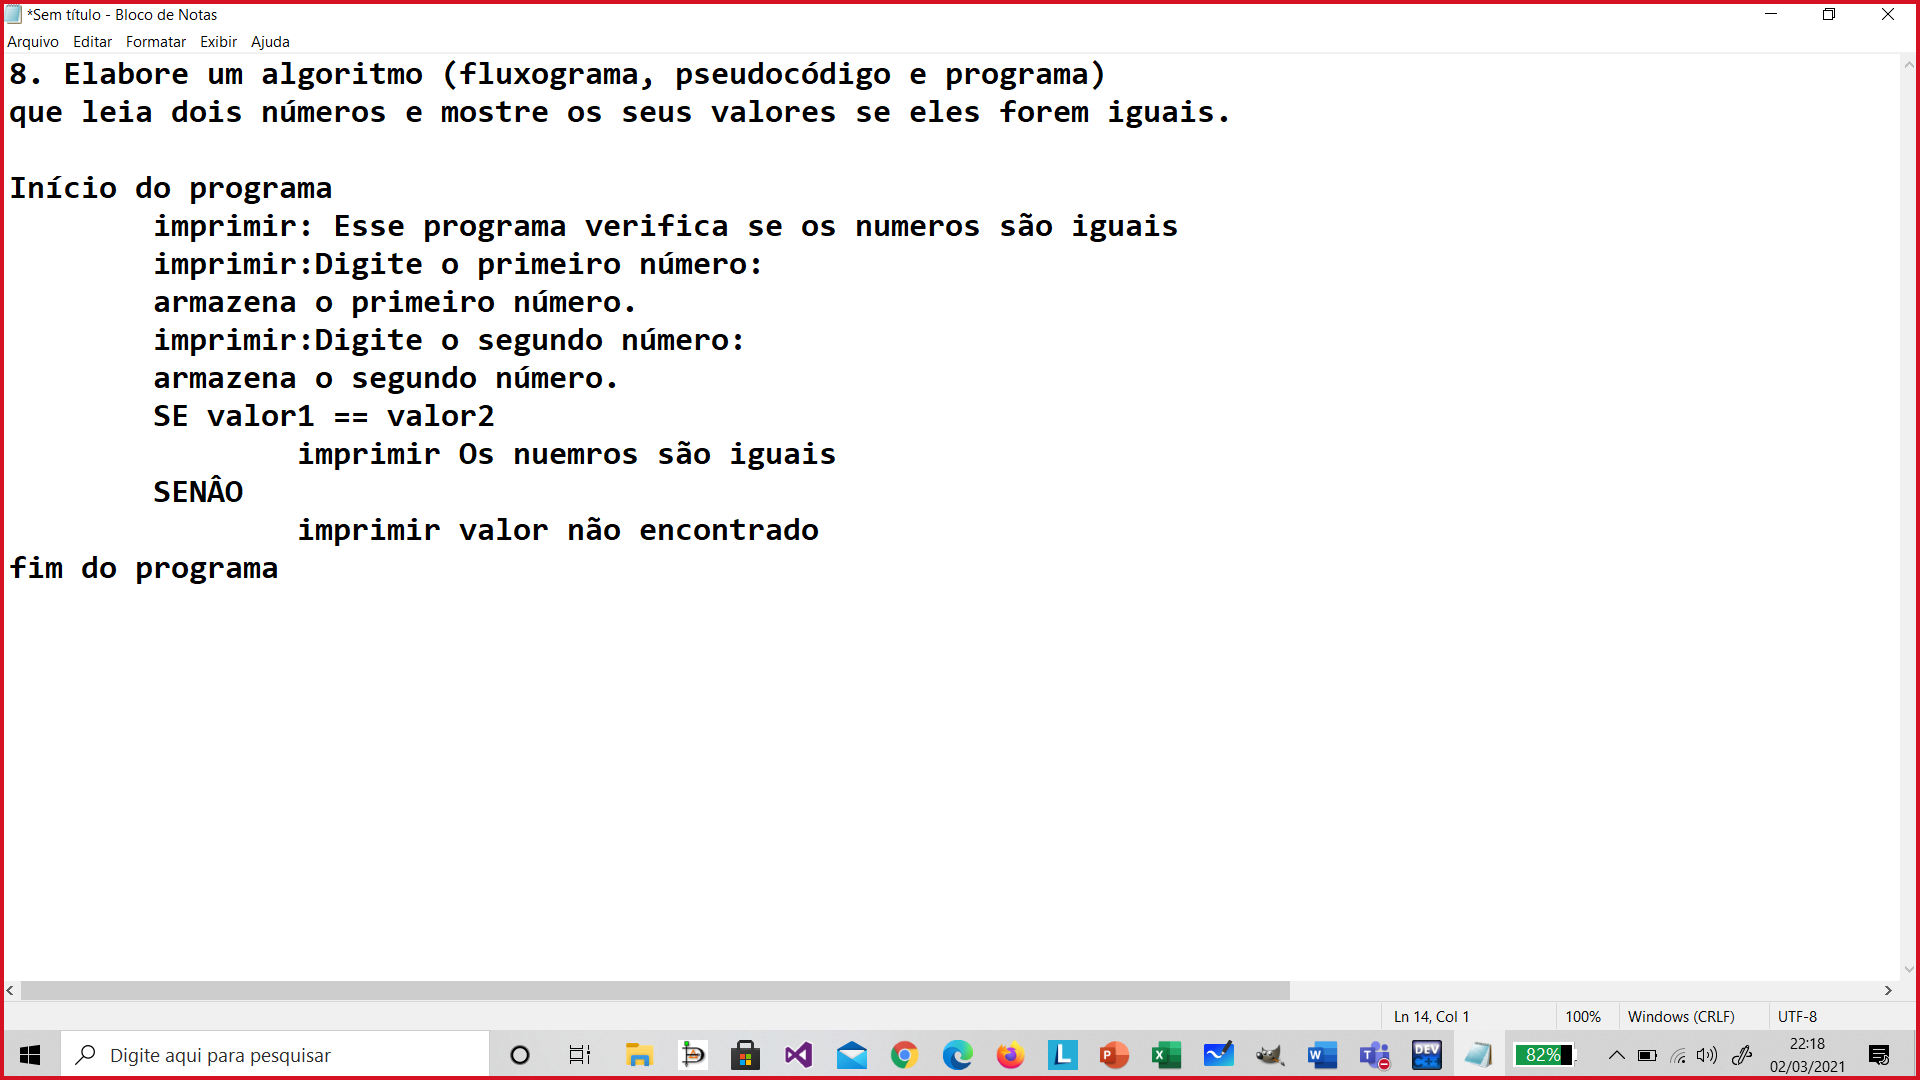 *Sem título - Bloco de Notas
Arquivo Editar Formatar Exibir Ajuda
8. Elabore um algoritmo (fluxograma, pseudocódigo e programa)
que leia dois números e mostre os seus valores se eles forem iguais.
Início do programa
imprimir: Esse programa verifica se os numeros são iguais
imprimir:Digite o primeiro número:
armazena o primeiro número.
imprimir:Digite o segundo número:
armazena o segundo número.
SE valor1 == valor2
imprimir Os nuemros são iguais
SENÂO
imprimir valor não encontrado
fim do programa
Ln 14, Col 1 100% Windows (CRLF) UTF-8
Digite aqui para pesquisar
L
P
X
W
T
DEV C++
82%
22:18
02/03/2021